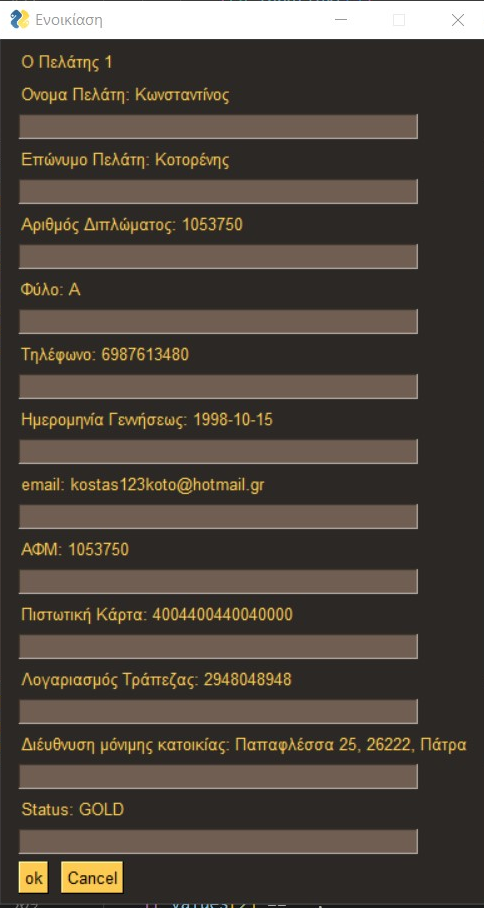 Ενοικίαση
Ο Πελάτης 1
Ονομα Πελάτη: Κωνσταντίνος
Επώνυμο Πελάτη: Κοτορένης
Αριθμός Διπλώματος: 1053750
Φύλο: Α
Τηλέφωνο: 6987613480
Ημερομηνία Γεννήσεως: 1998-10-15
email: kostas123koto@hotmail.gr
ΑΦΜ: 1053750
Πιστωτική Κάρτα: 4004400440040000
Λογαριασμός Τράπεζας: 2948048948
Διέυθνυση μόνιμης κατοικίας: Παπαφλέσσα 25, 26222, Πάτρα
Status: GOLD
ok Cancel